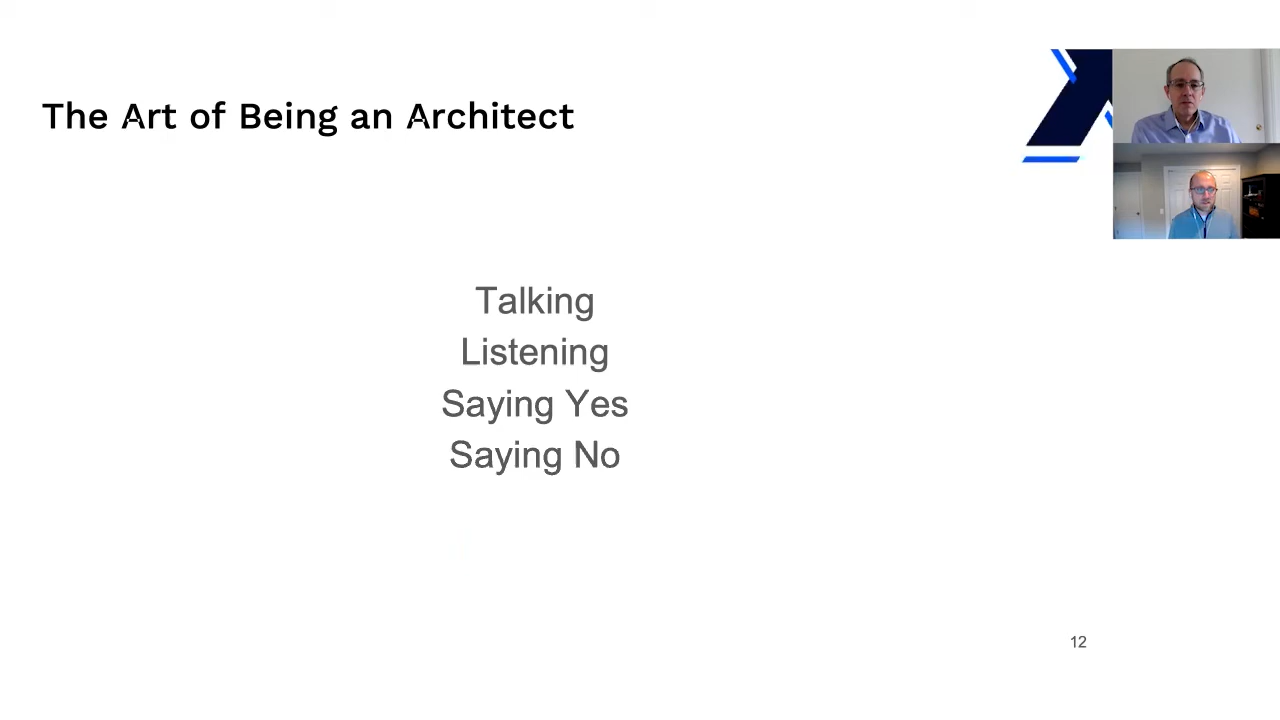 The Art of Being an Architect
Talking
Listening
Saying Yes
Saying No
12